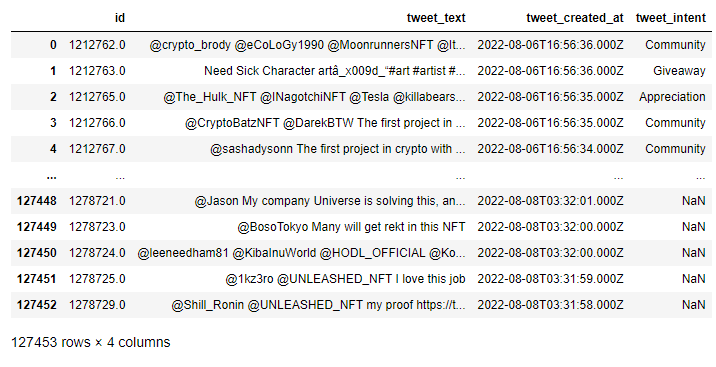 id tweet_text tweet_created_at tweet_intent
0 1212762.0 @crypto_brody @eCoLoGy1990 @MoonrunnersNFT @It... 2022-08-06T16:56:36.000Z Community
1 1212763.0 Need Sick Character artâ_x009d_“#art #artist #... 2022-08-06T16:56:36.000Z Giveaway
2 1212765.0 @The_Hulk_NFT @INagotchiNFT @Tesla @killabears... 2022-08-06T16:56:35.000Z Appreciation
3 1212766.0 @CryptoBatzNFT @DarekBTW The first project in ... 2022-08-06T16:56:35.000Z Community
4 1212767.0 @sashadysonn The first project in crypto with ... 2022-08-06T16:56:34.000Z Community
... ... ... ... ...
127448 1278721.0 @Jason My company Universe is solving this, an... 2022-08-08T03:32:01.000Z NaN
127449 1278723.0 @BosoTokyo Many will get rekt in this NFT 2022-08-08T03:32:00.000Z NaN
127450 1278724.0 @leeneedham81 @KibaInuWorld @HODL_OFFICIAL @Ko... 2022-08-08T03:32:00.000Z NaN
127451 1278725.0 @1kz3ro @UNLEASHED_NFT I love this job 2022-08-08T03:31:59.000Z NaN
127452 1278729.0 @Shill_Ronin @UNLEASHED_NFT my proof https://t... 2022-08-08T03:31:58.000Z NaN
127453 rows × 4 columns